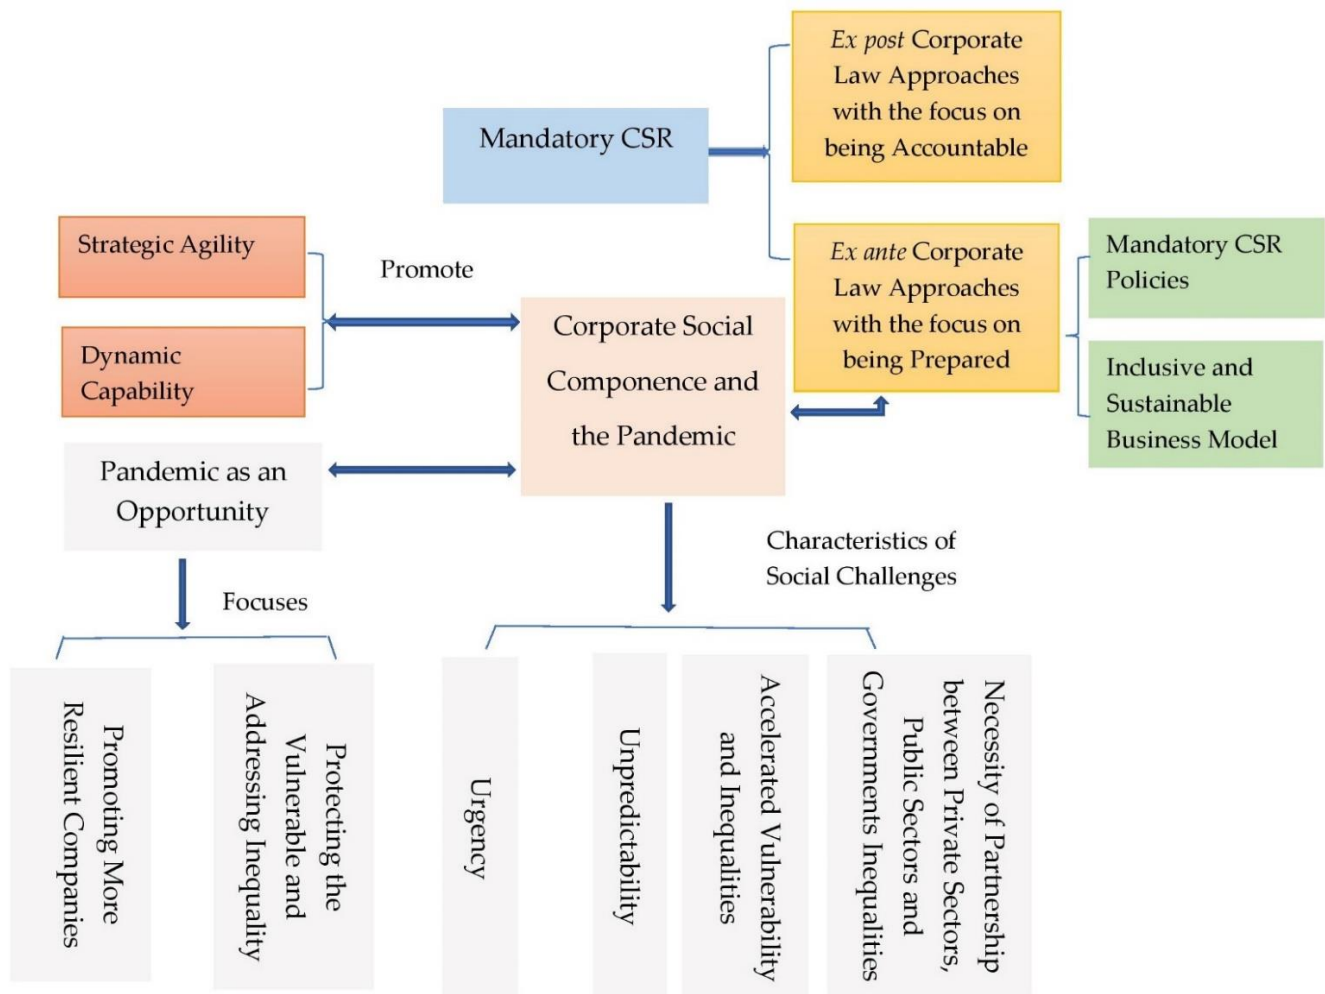 Mandatory CSR
Ex post Corporate
Law Approaches
with the focus on
being Accountable
Strategic Agility
Promote
Ex ante Corporate
Law Approaches
with the focus on
being Prepared
Mandatory CSR
Policies
Dynamic
Capability
Corporate Social
Componence and
the Pandemic
Inclusive and
Sustainable
Business Model
Pandemic as an
Opportunity
Characteristics of
Social Challenges
Focuses
Promoting More
Resilient Companies
Protecting the
Vulnerable and
Addressing Inequality
Urgency
Unpredictability
Accelerated Vulnerability
and Inequalities
Necessity of Partnership
between Private Sectors,
Public Sectors and
Governments Inequalities